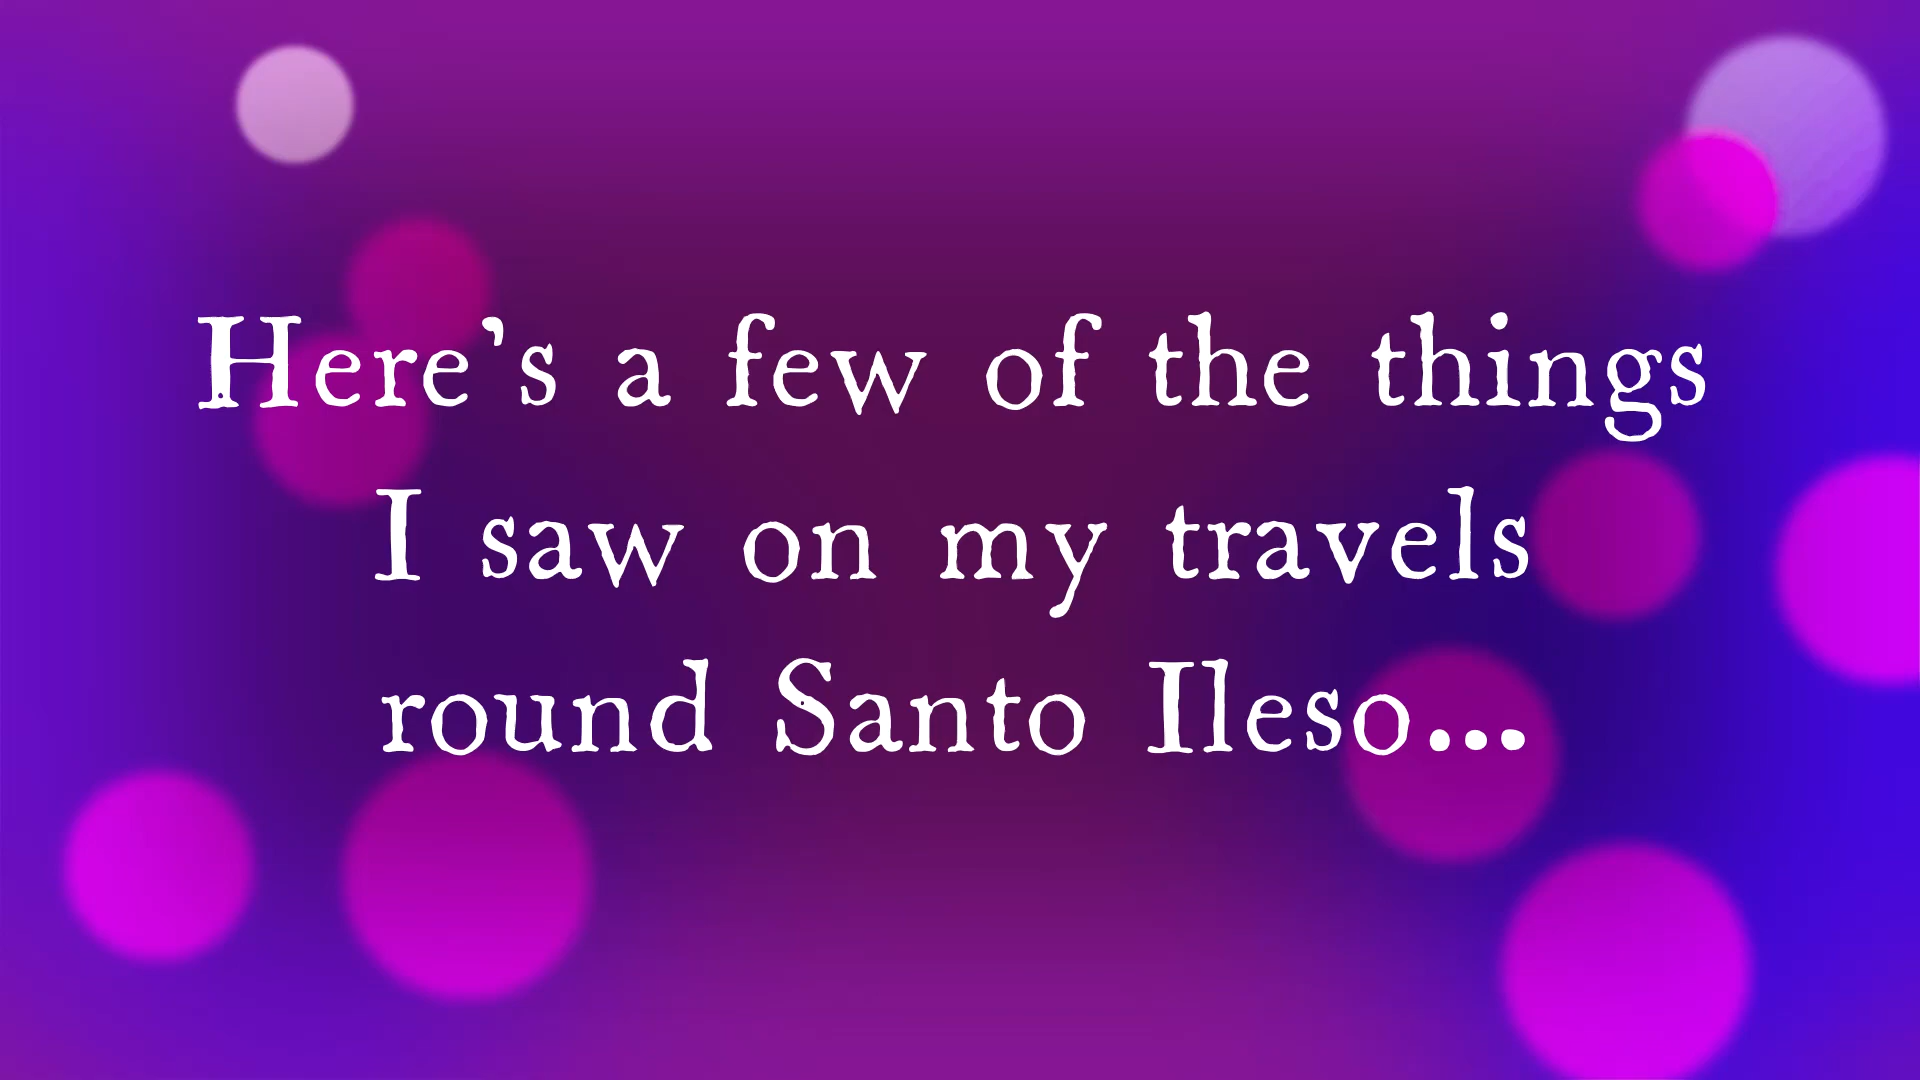 Here's a few of the things
I saw on my travels
round Santo Ileso...